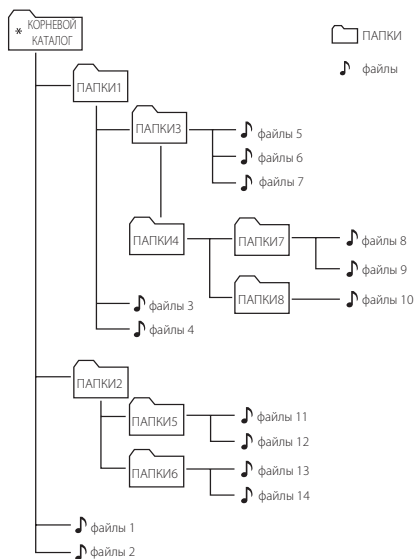 * КОРНЕВОЙ
КАТАЛОГ
ПАПКИ
файлы
ПАПКИ1
ПАПКИ3
файлы 5
файлы 6
файлы 7
ПАПКИ4
ПАПКИ7
файлы 8
файлы 9
ПАПКИ8
файлы 10
файлы 3
файлы 4
ПАПКИ2
ПАПКИ5
файлы 11
файлы 12
ПАПКИ6
файлы 13
файлы 14
файлы 1
файлы 2